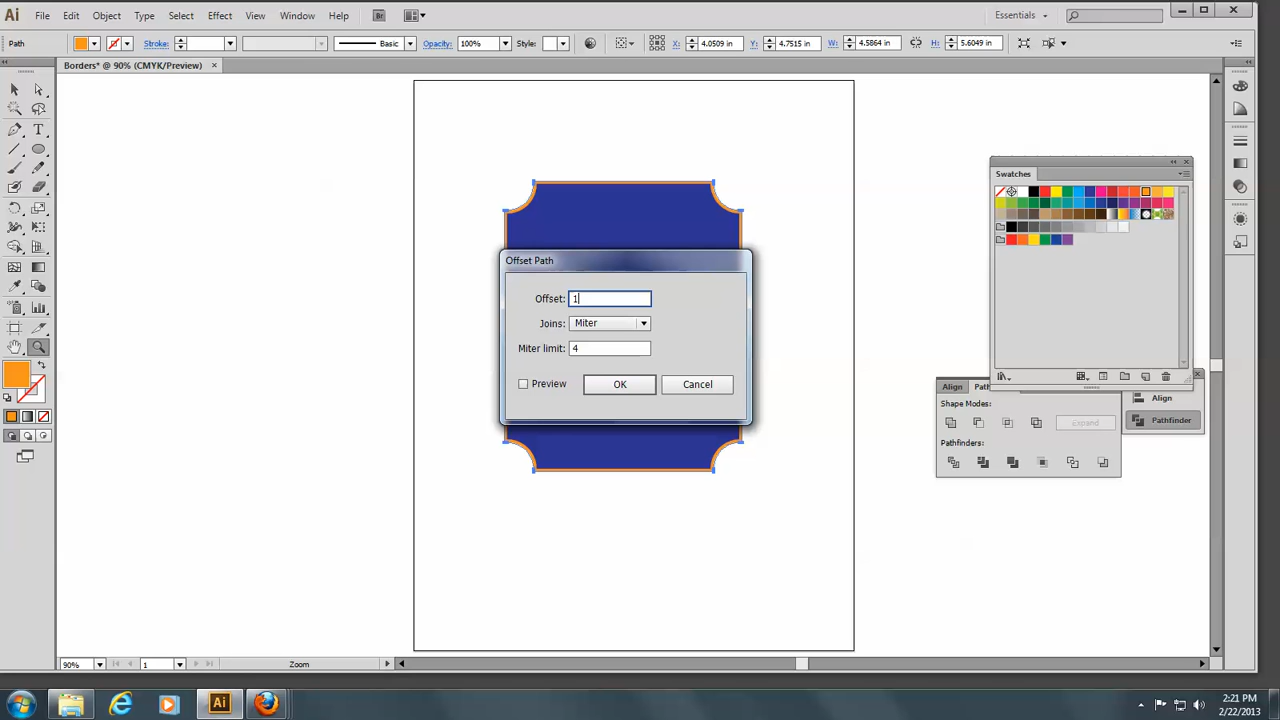 Ai File Edit Object Type Select Effect View Window Help Br Essentials
Path Stroke: Basic Opacity: 100% Style: X: 4.0509 in Y: 4.7515 in W: 4.5864 in H: 5.6049 in
Borders* @ 90% (CMYK/Preview) ×
Swatches
Offset Path
Offset: 1
Joins: Miter
Miter limit: 4
Preview OK Cancel
Align Path
Shape Modes:
Expand
Pathfinders:
Align
Pathfinder
90% 1 Zoom
Ai
2:21 PM
2/22/2013